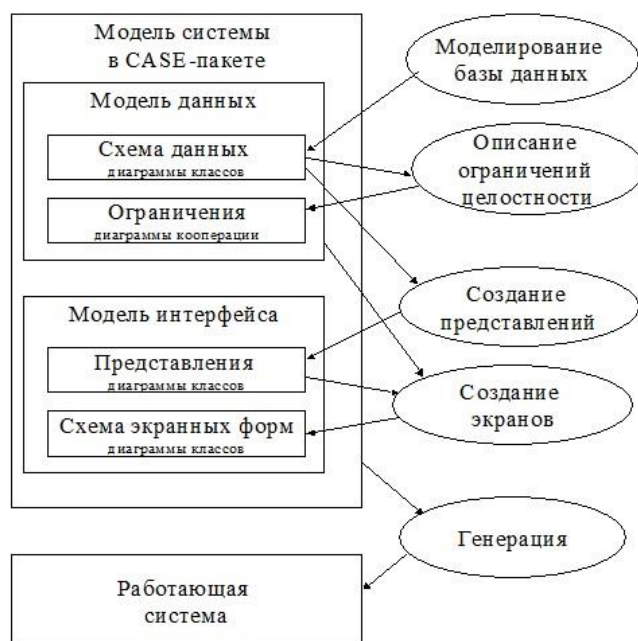 Модель системы
в CASE-пакете
Модель данных
Схема данных
диаграммы классов
Ограничения
диаграммы кооперации
Модель интерфейса
Представления
диаграммы классов
Схема экранных форм
диаграммы классов
Работающая
система
Моделирование
базы данных
Описание
ограничений
целостности
Создание
представлений
Создание
экранов
Генерация